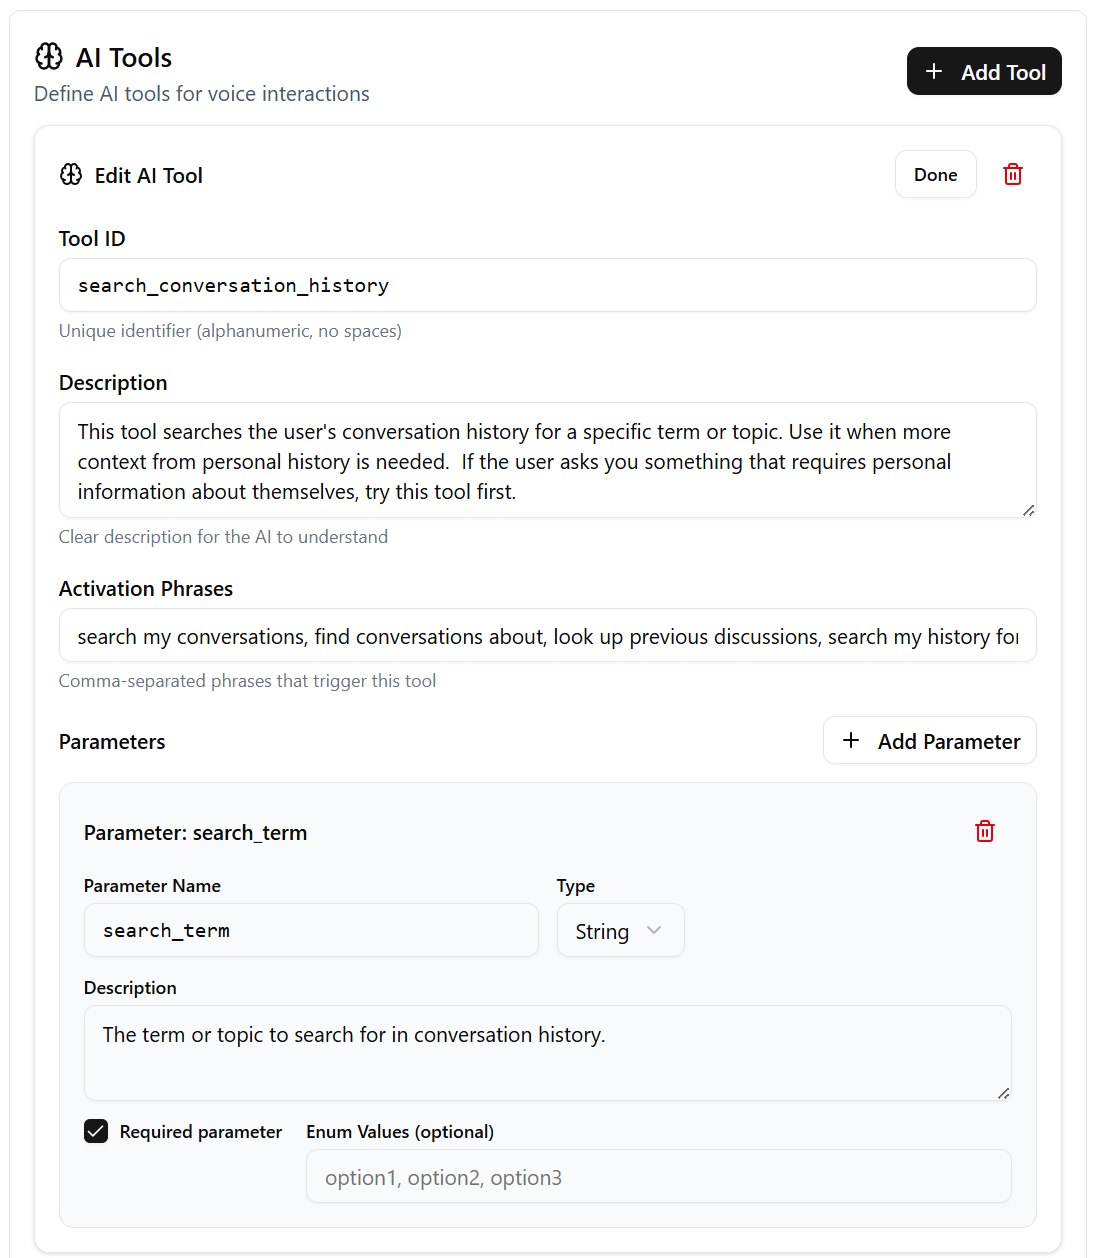 AI Tools
Define AI tools for voice interactions
Add Tool
Edit AI Tool
Done
Tool ID
search_conversation_history
Unique identifier (alphanumeric, no spaces)
Description
This tool searches the user's conversation history for a specific term or topic. Use it when more
context from personal history is needed.  If the user asks you something that requires personal
information about themselves, try this tool first.
Clear description for the AI to understand
Activation Phrases
search my conversations, find conversations about, look up previous discussions, search my history for
Comma-separated phrases that trigger this tool
Parameters
Add Parameter
Parameter: search_term
Parameter Name
Type
search_term
String
Description
The term or topic to search for in conversation history.
Required parameter
Enum Values (optional)
option1, option2, option3